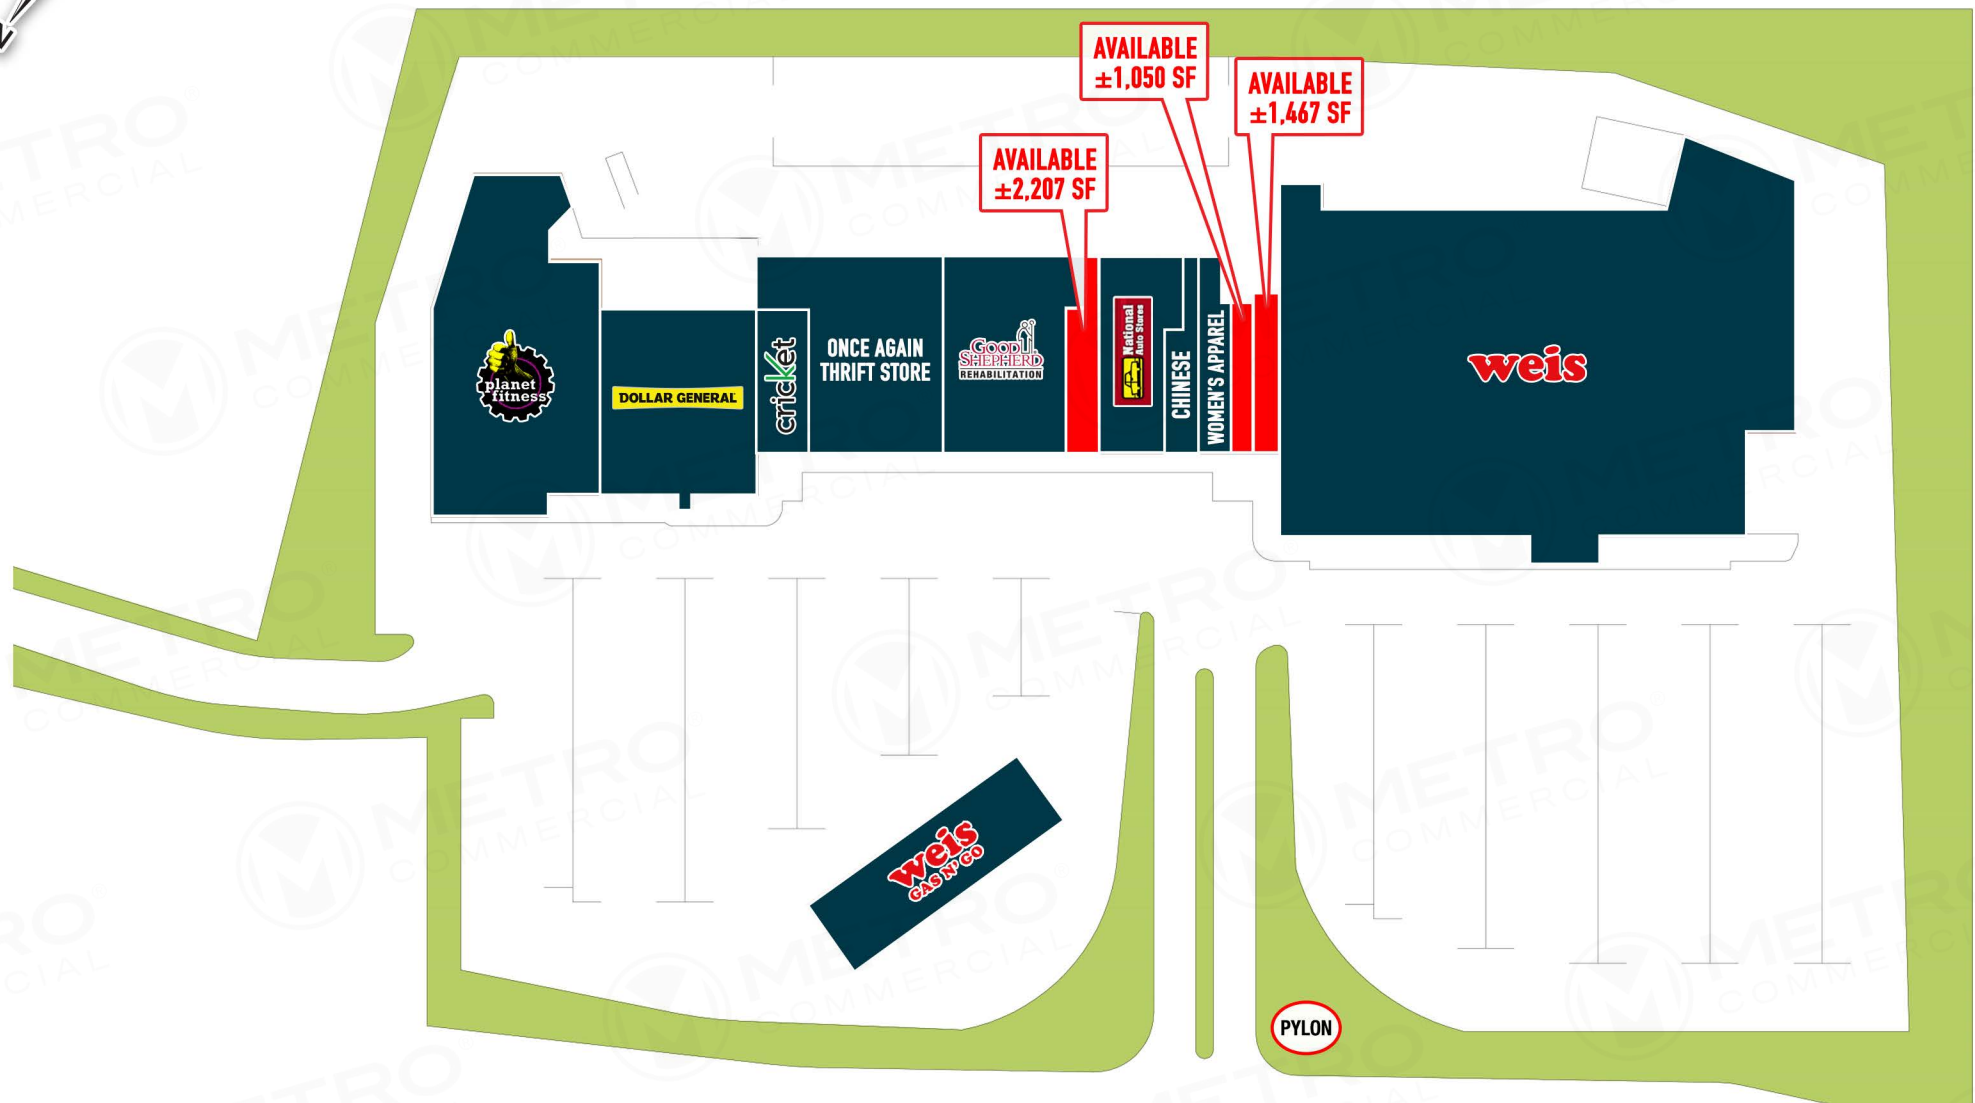 N
AVAILABLE
±1,050 SF
AVAILABLE
±1,467 SF
AVAILABLE
±2,207 SF
planet
fitness
DOLLAR GENERAL
cricket
ONCE AGAIN
THRIFT STORE
GOOD
SHEPHERD
REHABILITATION
National
Auto Stores
CHINESE
WOMEN'S APPAREL
weis
weis
GAS N' GO
PYLON
METRO
COMMERCIAL